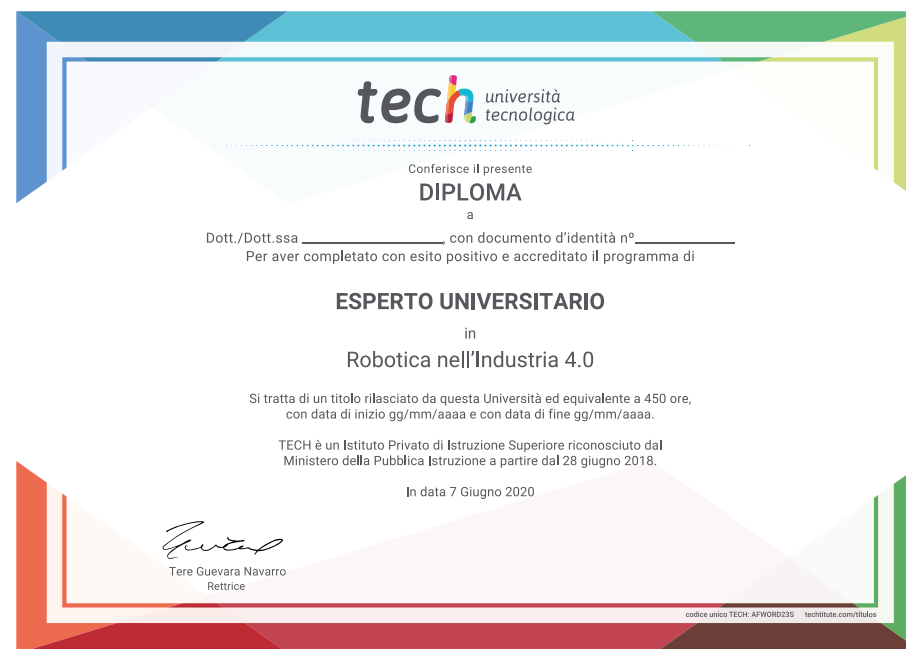 tech università
tecnologica
Conferisce il presente
DIPLOMA
a
Dott./Dott.ssa ____________, con documento d'identità nº____________
Per aver completato con esito positivo e accreditato il programma di
ESPERTO UNIVERSITARIO
in
Robotica nell'Industria 4.0
Si tratta di un titolo rilasciato da questa Università ed equivalente a 450 ore,
con data di inizio gg/mm/aaaa e con data di fine gg/mm/aaaa.
TECH è un Istituto Privato di Istruzione Superiore riconosciuto dal
Ministero della Pubblica Istruzione a partire dal 28 giugno 2018.
In data 7 Giugno 2020
Tere Guevara Navarro
Rettrice
codice unico TECH: AFWORD23S techtitute.com/titulos